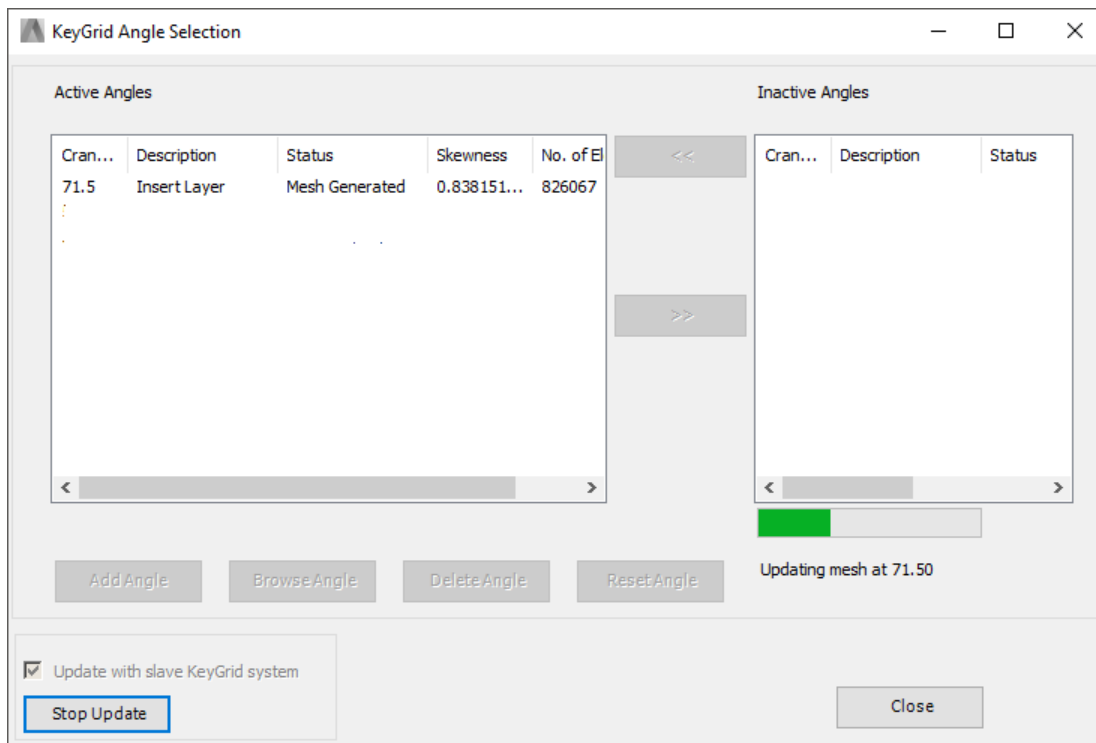 KeyGrid Angle Selection
Active Angles
Inactive Angles
Cran... Description Status Skewness No. of El
<<
Cran... Description Status
71.5 Insert Layer Mesh Generated 0.838151... 826067
>>
Add Angle Browse Angle Delete Angle Reset Angle
Updating mesh at 71.50
Update with slave KeyGrid system
Stop Update
Close